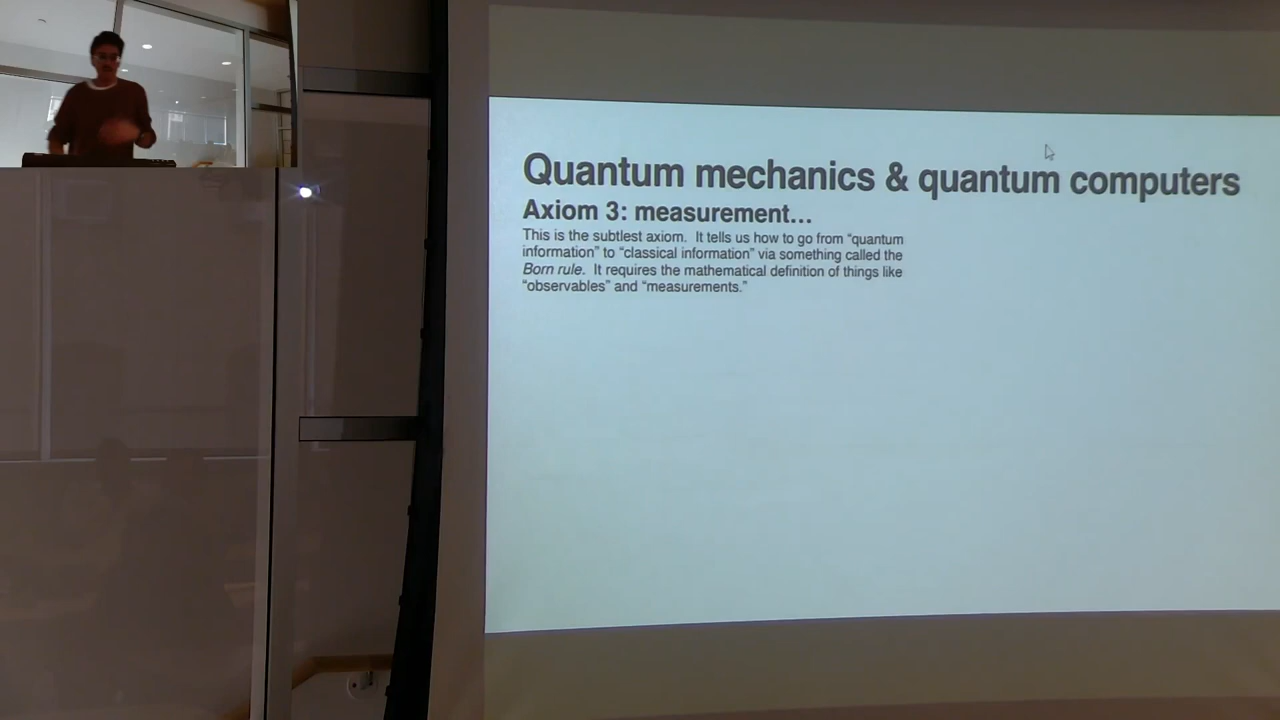 Quantum mechanics & quantum computers
Axiom 3: measurement...
This is the subtlest axiom.  It tells us how to go from “quantum
information” to “classical information” via something called the
Born rule.  It requires the mathematical definition of things like
“observables” and “measurements.”